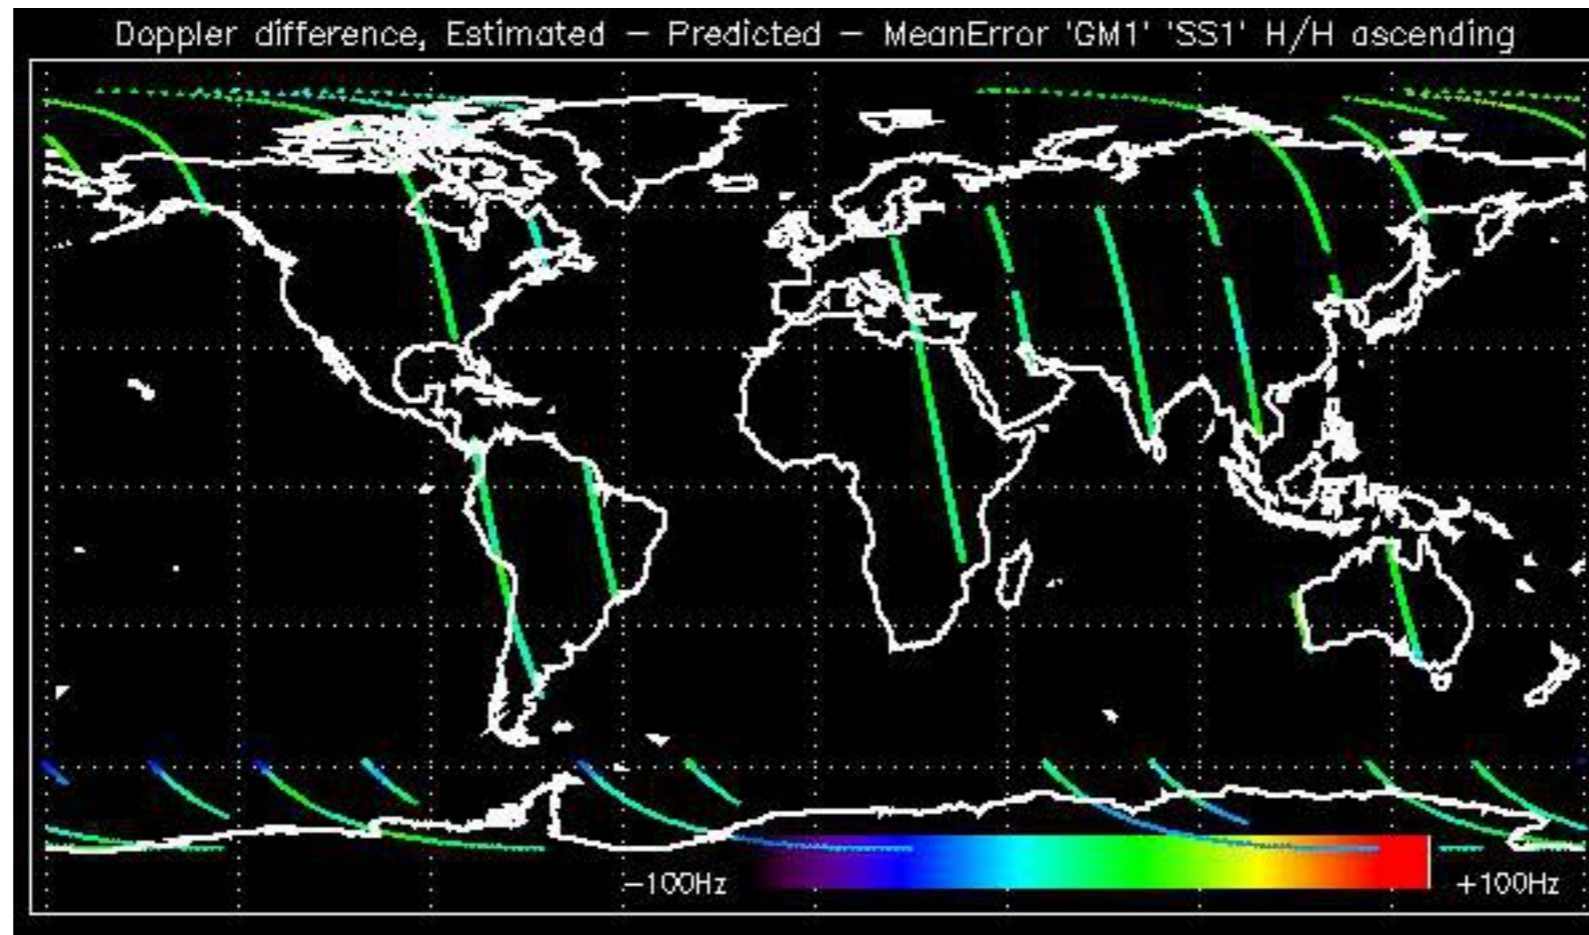 Doppler difference, Estimated – Predicted – MeanError 'GM1' 'SS1' H/H ascending
–100Hz
+100Hz